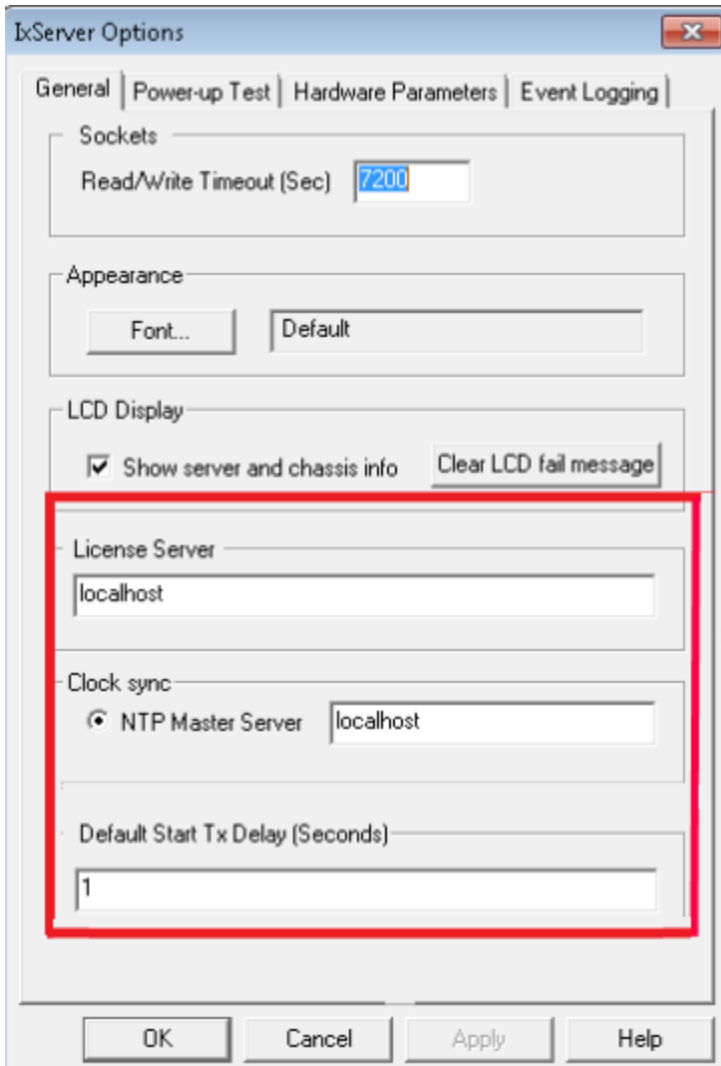 IxServer Options
General Power-up Test Hardware Parameters Event Logging
Sockets
Read/Write Timeout (Sec) 7200
Appearance
Font... Default
LCD Display
Show server and chassis info Clear LCD fail message
License Server
localhost
Clock sync
NTP Master Server localhost
Default Start Tx Delay (Seconds)
1
OK Cancel Apply Help